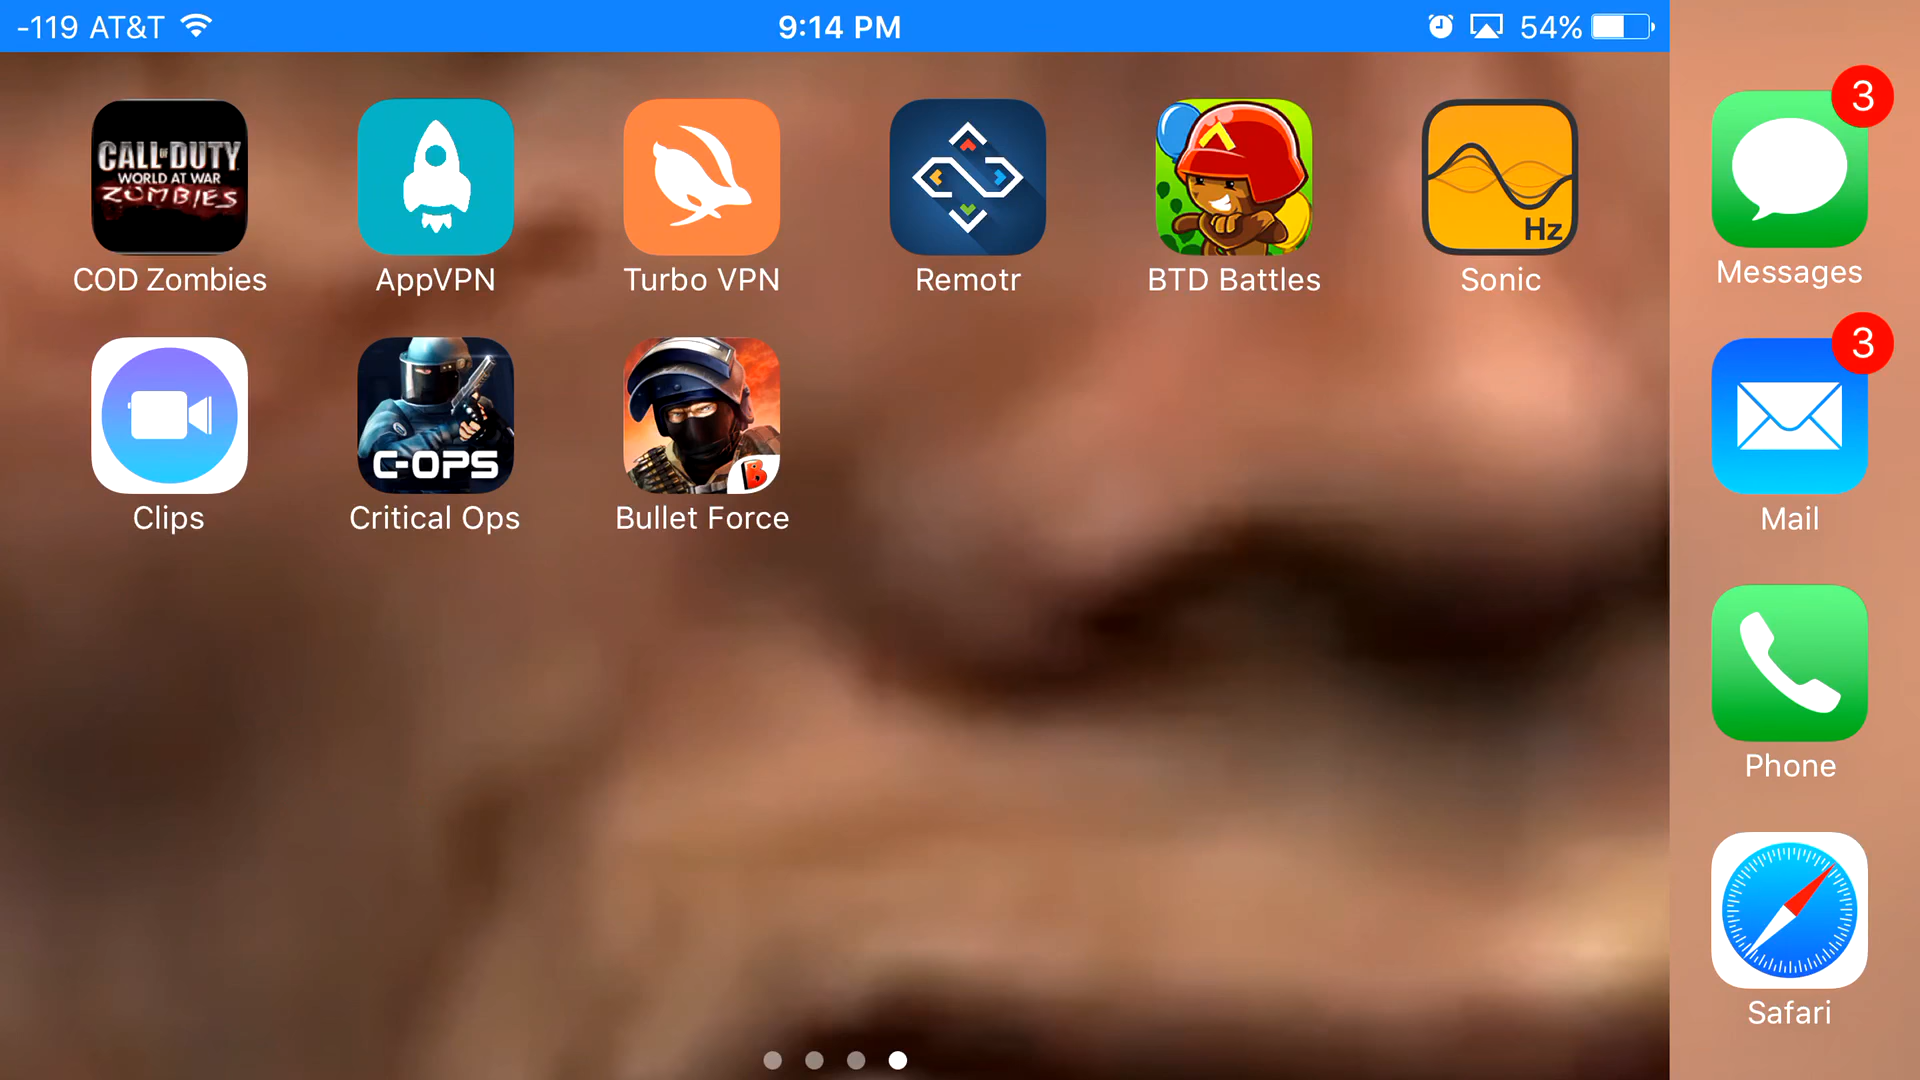 -119 AT&T 9:14 PM 54%
CALL OF DUTY
WORLD AT WAR
ZOMBIES
Hz
COD Zombies AppVPN Turbo VPN Remotr BTD Battles Sonic
C-OPS
B
Clips Critical Ops Bullet Force
3
Messages
3
Mail
Phone
Safari